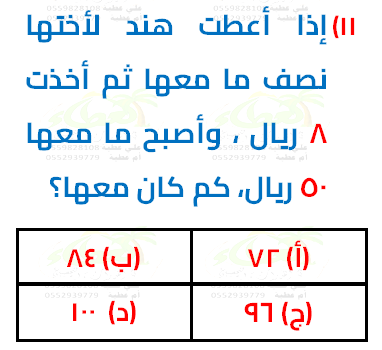 ١١) إذا أعطت هند لأختها
نصف ما معها ثم أخذت
٨ ريال ، وأصبح ما معها
٥٠ ريال، كم كان معها؟
(أ) ٧٢ (ب) ٨٤
(ج) ٩٦ (د) ١٠٠